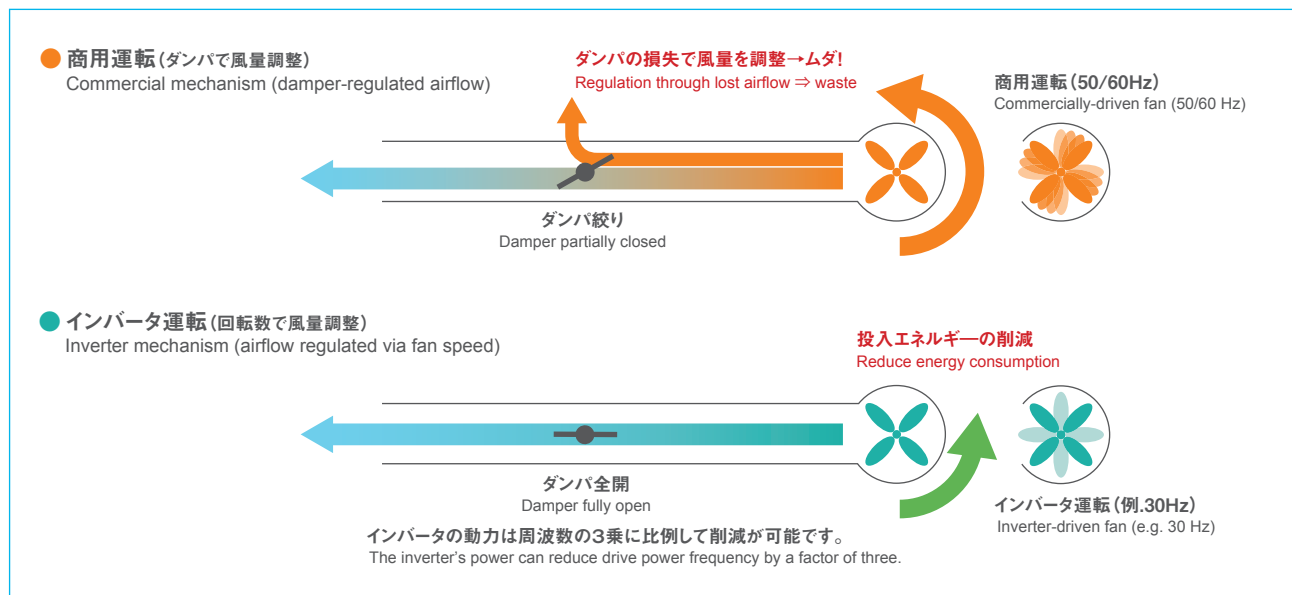 商用運転(ダンパで風量調整)
Commercial mechanism (damper-regulated airflow)
ダンパの損失で風量を調整→ムダ!
Regulation through lost airflow ⇒ waste
商用運転(50/60Hz)
Commercially-driven fan (50/60 Hz)
ダンパ絞り
Damper partially closed
インバータ運転(回転数で風量調整)
Inverter mechanism (airflow regulated via fan speed)
投入エネルギーの削減
Reduce energy consumption
ダンパ全開
Damper fully open
インバータ運転(例.30Hz)
Inverter-driven fan (e.g. 30 Hz)
インバータの動力は周波数の3乗に比例して削減が可能です。
The inverter's power can reduce drive power frequency by a factor of three.